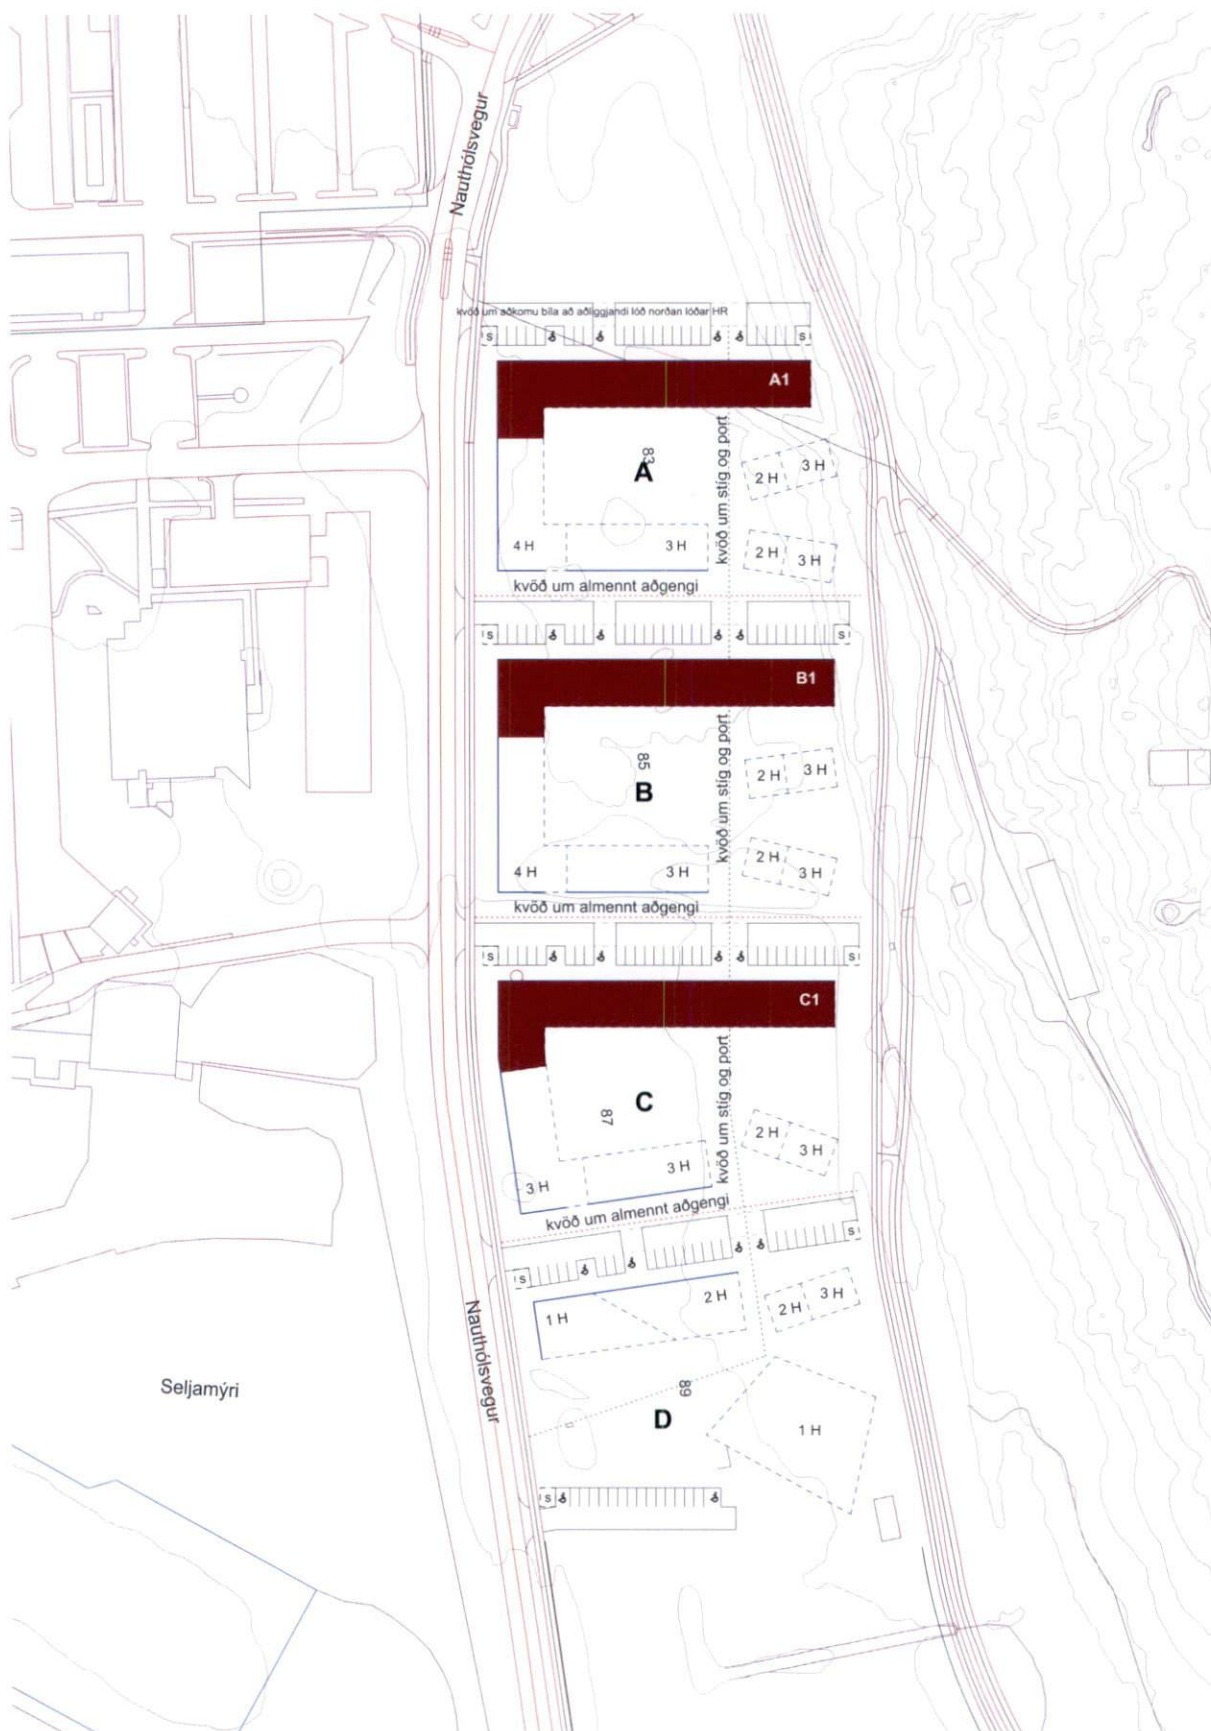 Nauthólsvegur
kvöð um aðkomu bíla að aðliggjandi lóð norðan lóðar HR
S
S
A1
83
A
kvöð um stíg og port
2 H
3 H
4 H
3 H
2 H
3 H
kvöð um almennt aðgengi
S
S
B1
85
B
kvöð um stíg og port
2 H
3 H
4 H
3 H
2 H
3 H
kvöð um almennt aðgengi
S
S
C1
87
C
kvöð um stíg og port
2 H
3 H
3 H
3 H
kvöð um almennt aðgengi
S
S
1 H
2 H
2 H
3 H
Nauthólsvegur
Seljamýri
89
D
1 H
S